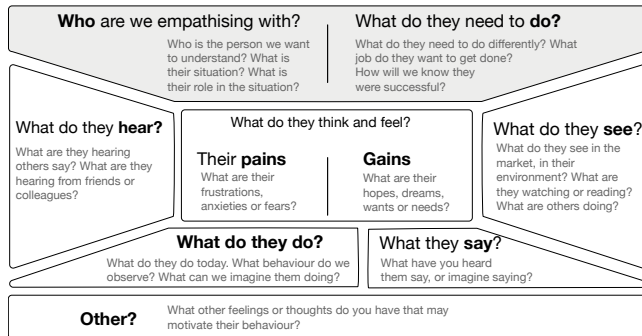 Who are we empathising with?
Who is the person we want
to understand? What is
their situation? What is
their role in the situation?
What do they need to do?
What do they need to do differently? What
job do they want to get done?
How will we know they
were successful?
What do they hear?
What are they hearing
others say? What are they
hearing from friends or
colleagues?
What do they think and feel?
Their pains
What are their
frustrations,
anxieties or fears?
Gains
What are their
hopes, dreams,
wants or needs?
What do they see?
What do they see in the
market, in their
environment? What are
they watching or reading?
What are others doing?
What do they do?
What do they do today. What behaviour do we
observe? What can we imagine them doing?
What they say?
What have you heard
them say, or imagine saying?
Other?
What other feelings or thoughts do you have that may
motivate their behaviour?